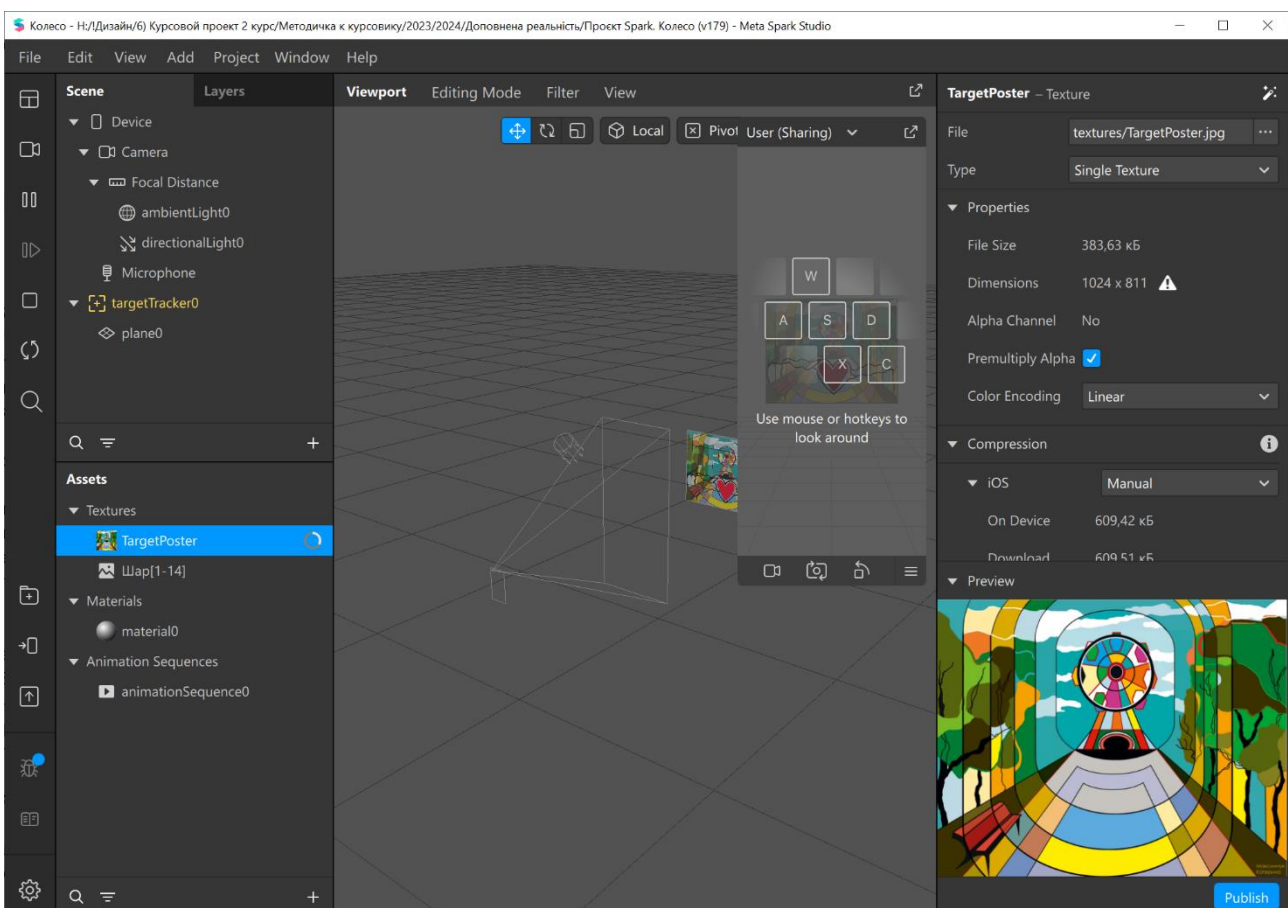 Колесо - H:/!Дизайн/6) Курсовой проект 2 курс/Методичка к курсовику/2023/2024/Доповнена реальність/Проєкт Spark. Колесо (v179) - Meta Spark Studio
File Edit View Add Project Window Help
Scene Layers
Device
Camera
Focal Distance
ambientLight0
directionalLight0
Microphone
targetTracker0
plane0
Assets
Textures
TargetPoster
Шар[1-14]
Materials
material0
Animation Sequences
animationSequence0
Viewport Editing Mode Filter View
Local Pivot
User (Sharing)
W
A S D
X C
Use mouse or hotkeys to
look around
TargetPoster – Texture
File textures/TargetPoster.jpg
Type Single Texture
Properties
File Size 383,63 кБ
Dimensions 1024 x 811
Alpha Channel No
Premultiply Alpha
Color Encoding Linear
Compression
iOS Manual
On Device 609,42 кБ
Download 609,51 кБ
Preview
Publish